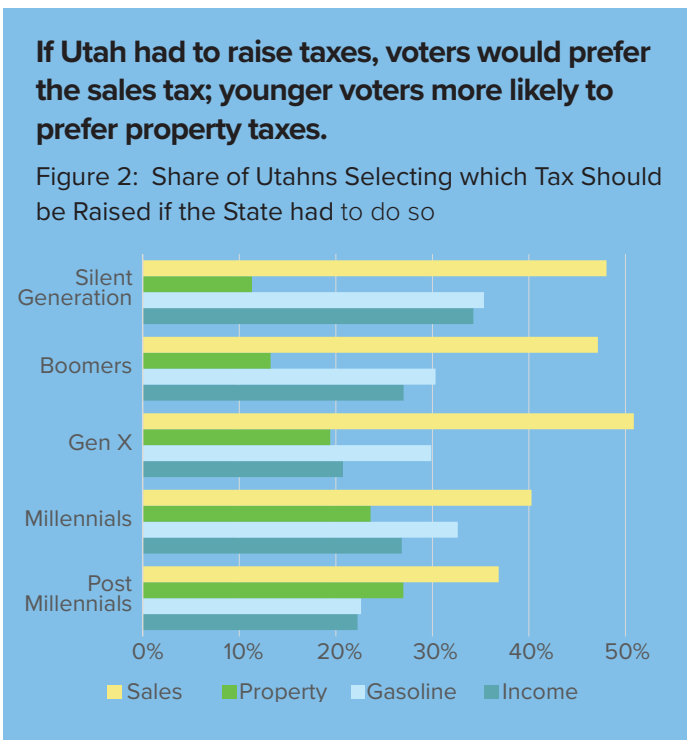 If Utah had to raise taxes, voters would prefer
the sales tax; younger voters more likely to
prefer property taxes.
Figure 2: Share of Utahns Selecting which Tax Should
be Raised if the State had to do so
Silent
Generation
Boomers
Gen X
Millennials
Post
Millennials
0% 10% 20% 30% 40% 50%
Sales Property Gasoline Income